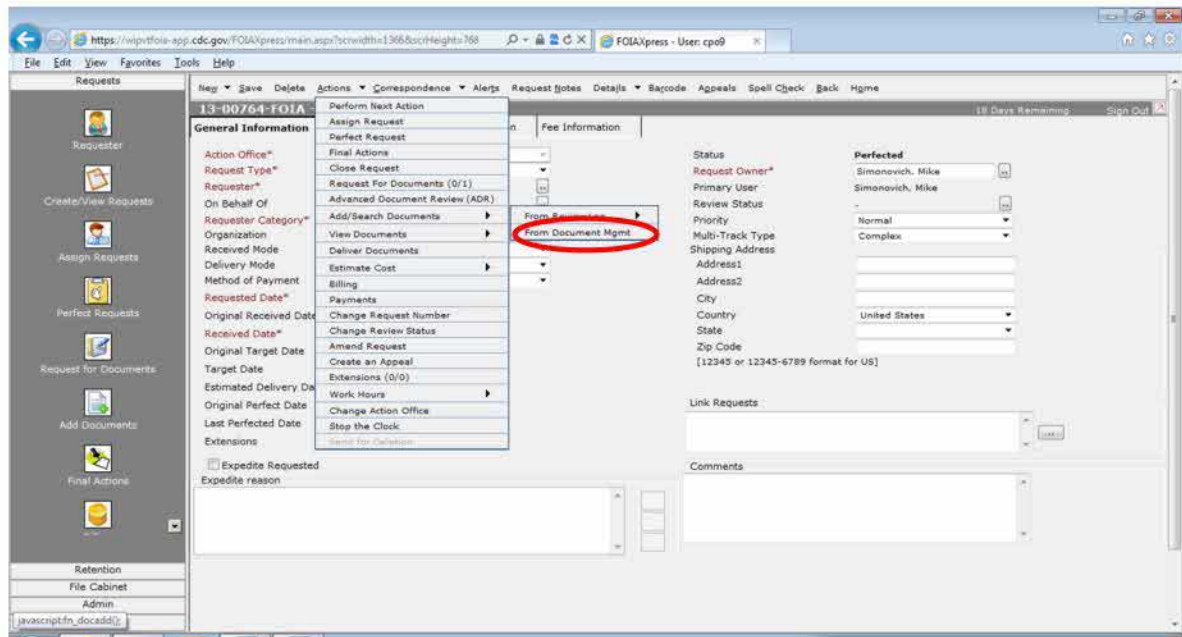 https://wipvtfoia-app.cdc.gov/FOIAXpress/main.aspx?scrwidth=1366&scrHeight=768
FOIAXpress - User: cpo9
File Edit View Favorites Tools Help
Requests
New Save Delete Actions Correspondence Alerts Request Notes Details Barcode Appeals Spell Check Back Home
13-00764-FOIA -
18 Days Remaining
Sign Out
General Information
n
Fee Information
Requester
Create/View Requests
Assign Requests
Perfect Requests
Request for Documents
Add Documents
Final Actions
Retention
File Cabinet
Admin
javascript:fn_docadd();
Action Office*
Request Type*
Requester*
On Behalf Of
Requester Category*
Organization
Received Mode
Delivery Mode
Method of Payment
Requested Date*
Original Received Date
Received Date*
Original Target Date
Target Date
Estimated Delivery Da
Original Perfect Date
Last Perfected Date
Extensions
Expedite Requested
Expedite reason
Perform Next Action
Assign Request
Perfect Request
Final Actions
Close Request
Request For Documents (0/1)
Advanced Document Review (ADR)
Add/Search Documents
View Documents
Deliver Documents
Estimate Cost
Billing
Payments
Change Request Number
Change Review Status
Amend Request
Create an Appeal
Extensions (0/0)
Work Hours
Change Action Office
Stop the Clock
Send for Deletion
From
From Document Mgmt
Status Perfected
Request Owner* Simonovich, Mike
Primary User Simonovich, Mike
Review Status -
Priority Normal
Multi-Track Type Complex
Shipping Address
Address1
Address2
City
Country United States
State
Zip Code
[12345 or 12345-6789 format for US]
Link Requests
Comments